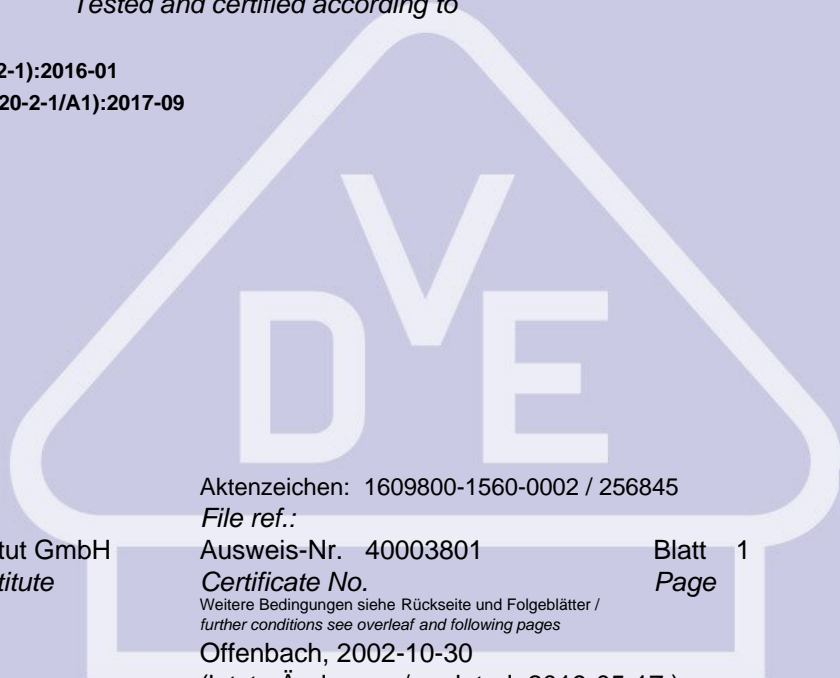 Tested and certified according to
2-1):2016-01
20-2-1/A1):2017-09
VDE
Aktenzeichen: 1609800-1560-0002 / 256845
File ref.:
tut GmbH Ausweis-Nr. 40003801 Blatt 1
titute Certificate No. Page
Weitere Bedingungen siehe Rückseite und Folgeblätter /
further conditions see overleaf and following pages
Offenbach, 2002-10-30